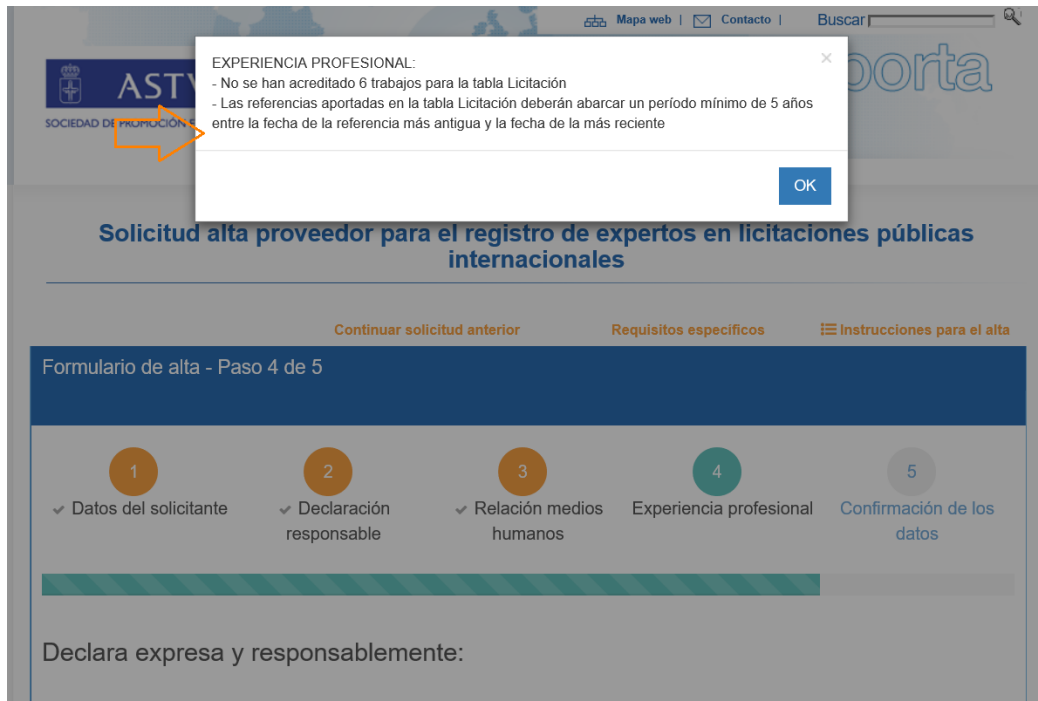 Mapa web | Contacto | Buscar
EXPERIENCIA PROFESIONAL:
- No se han acreditado 6 trabajos para la tabla Licitación
- Las referencias aportadas en la tabla Licitación deberán abarcar un período mínimo de 5 años
entre la fecha de la referencia más antigua y la fecha de la más reciente
×
OK
porta
SOCIEDAD DE PROMOCIÓN
Solicitud alta proveedor para el registro de expertos en licitaciones públicas
internacionales
Continuar solicitud anterior
Requisitos especificos
Instrucciones para el alta
Formulario de alta - Paso 4 de 5
1
Datos del solicitante
2
Declaración
responsable
3
Relación medios
humanos
4
Experiencia profesional
5
Confirmación de los
datos
Declara expresa y responsablemente: